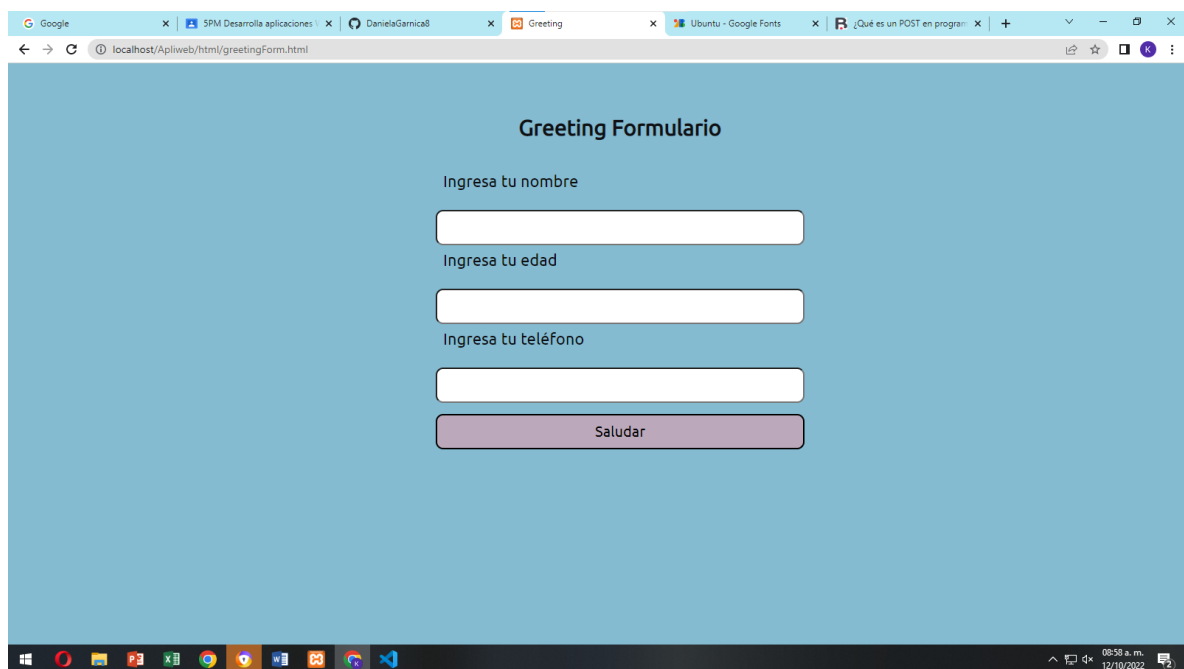 Google
5PM Desarrolla aplicaciones
DanielaGarnica8
Greeting
Ubuntu - Google Fonts
¿Qué es un POST en program
localhost/Apliweb/html/greetingForm.html
K
Greeting Formulario
Ingresa tu nombre
Ingresa tu edad
Ingresa tu teléfono
Saludar
08:58 a. m.
12/10/2022
2